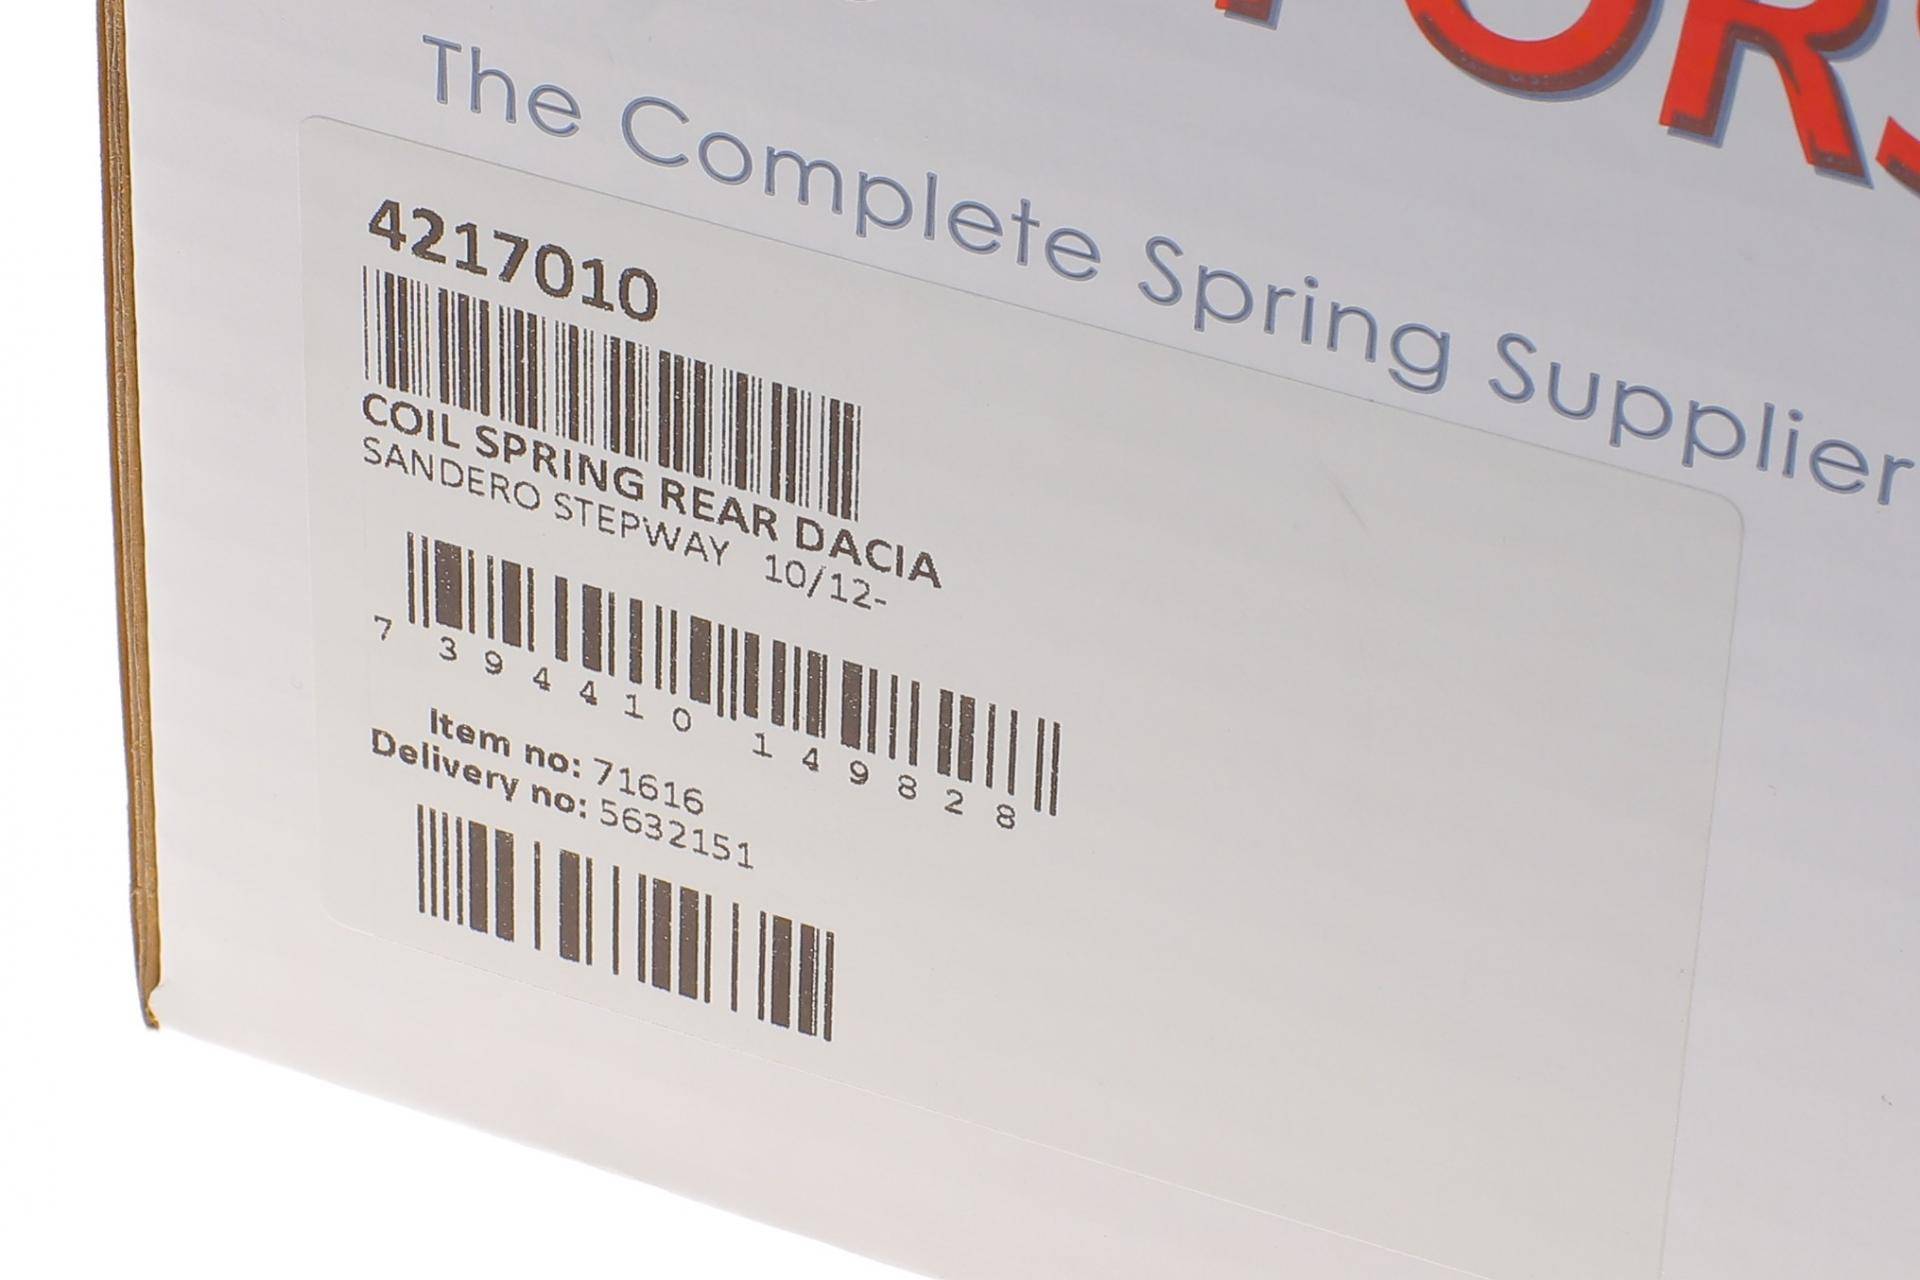 The Complete Spring Supplier
4217010
COIL SPRING REAR DACIA
SANDERO STEPWAY 10/12-
7 394410 149828
Item no: 71616
Delivery no: 5632151